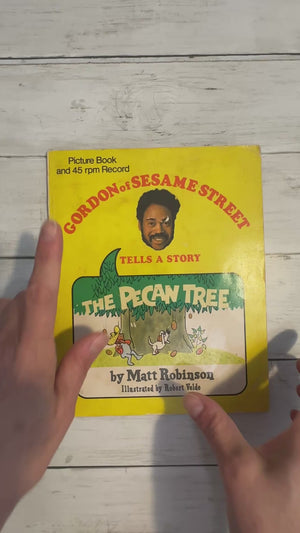 Picture Book
and 45 rpm Record
GORDON of SESAME STREET
TELLS A STORY
THE PECAN TREE
by Matt Robinson
Illustrated by Robert Velde